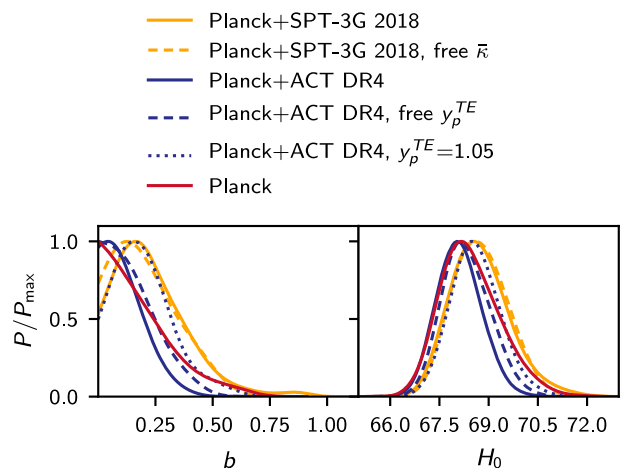 Planck+SPT-3G 2018
Planck+SPT-3G 2018, free κ̄
Planck+ACT DR4
Planck+ACT DR4, free y_p^{TE}
Planck+ACT DR4, y_p^{TE}=1.05
Planck
1.0
0.5
0.0
P/P_max
0.25 0.50 0.75 1.00
b
66.0 67.5 69.0 70.5 72.0
H_0